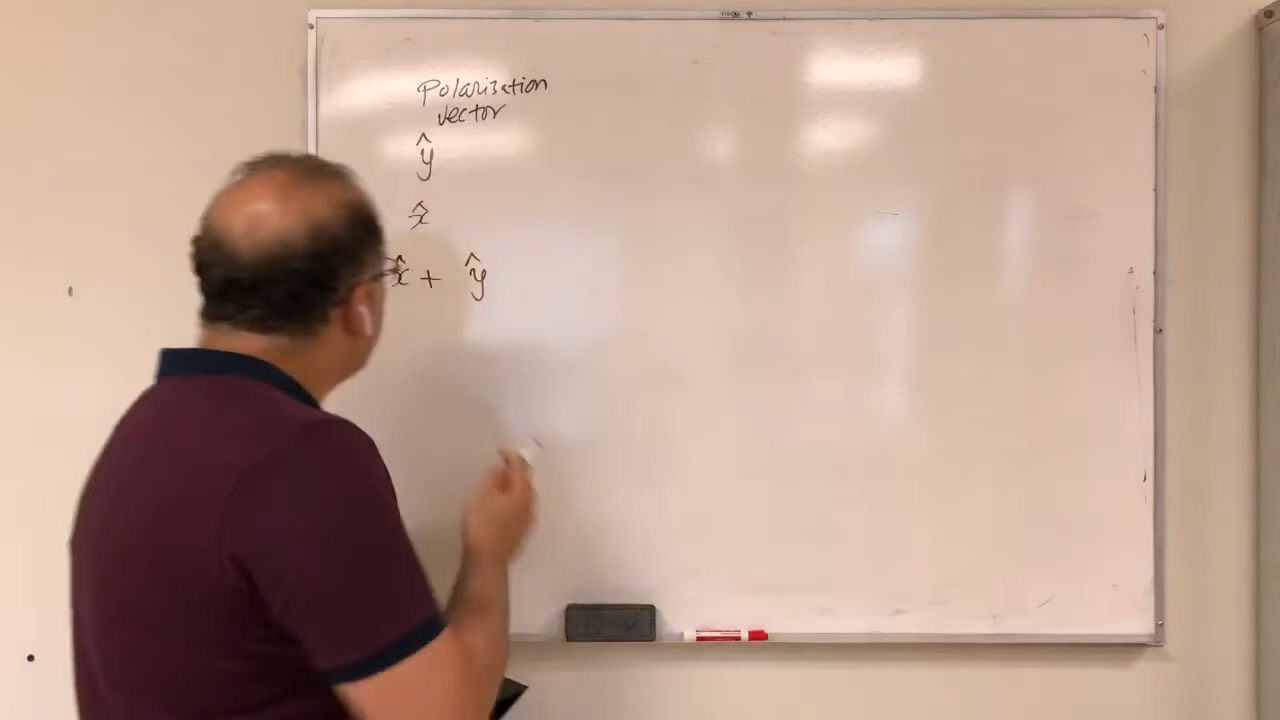 Polarization
vector
ŷ
x̂
x̂ + ŷ